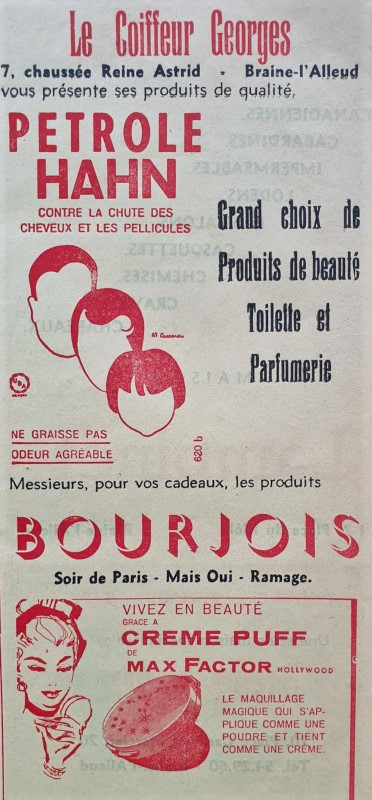 Le Coiffeur Georges
7, chaussée Reine Astrid - Braine-l'Alleud
vous présente ses produits de qualité,
PETROLE
HAHN
CONTRE LA CHUTE DES
CHEVEUX ET LES PELLICULES
Grand choix de
Produits de beauté
Toilette et
Parfumerie
NE GRAISSE PAS
ODEUR AGRÉABLE
620 b
Messieurs, pour vos cadeaux, les produits
BOURJOIS
Soir de Paris - Mais Oui - Ramage.
VIVEZ EN BEAUTÉ
GRACE A
CREME PUFF
DE
MAX FACTOR HOLLYWOOD
LE MAQUILLAGE
MAGIQUE QUI S'AP-
PLIQUE COMME UNE
POUDRE ET TIENT
COMME UNE CRÈME.